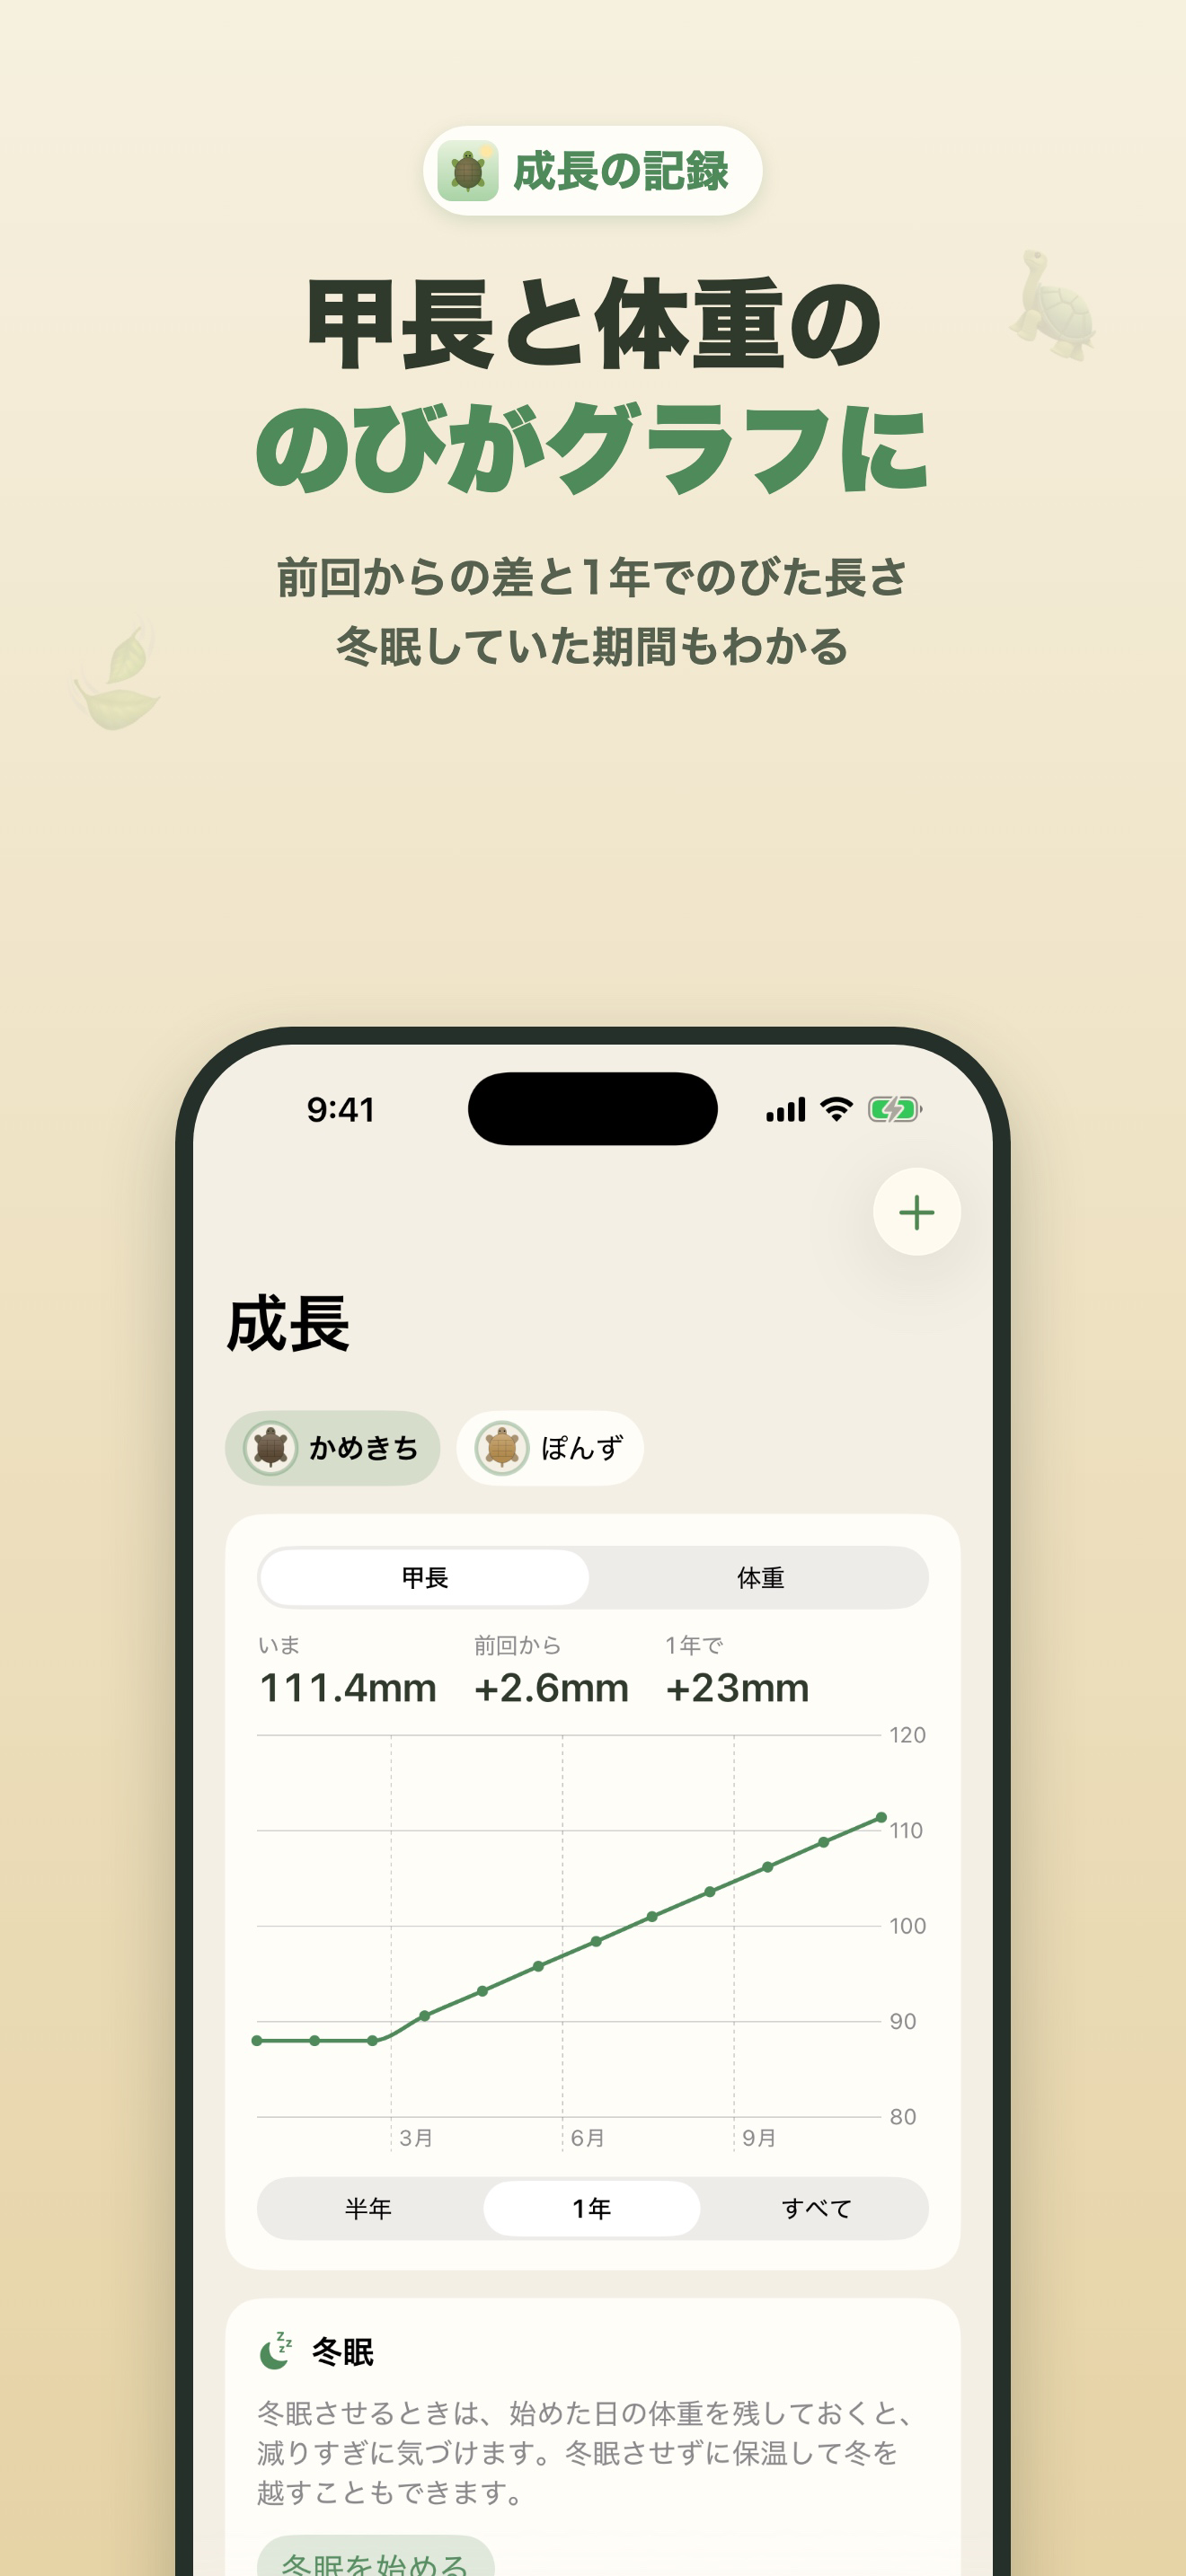 成長の記録
甲長と体重の
のびがグラフに
前回からの差と1年でのびた長さ
冬眠していた期間もわかる
9:41
成長
かめきち ぽんず
甲長 体重
いま 前回から 1年で
111.4mm +2.6mm +23mm
120
110
100
90
80
3月 6月 9月
半年 1年 すべて
冬眠
冬眠させるときは、始めた日の体重を残しておくと、
減りすぎに気づけます。冬眠させずに保温して冬を
越すこともできます。
冬眠を始める